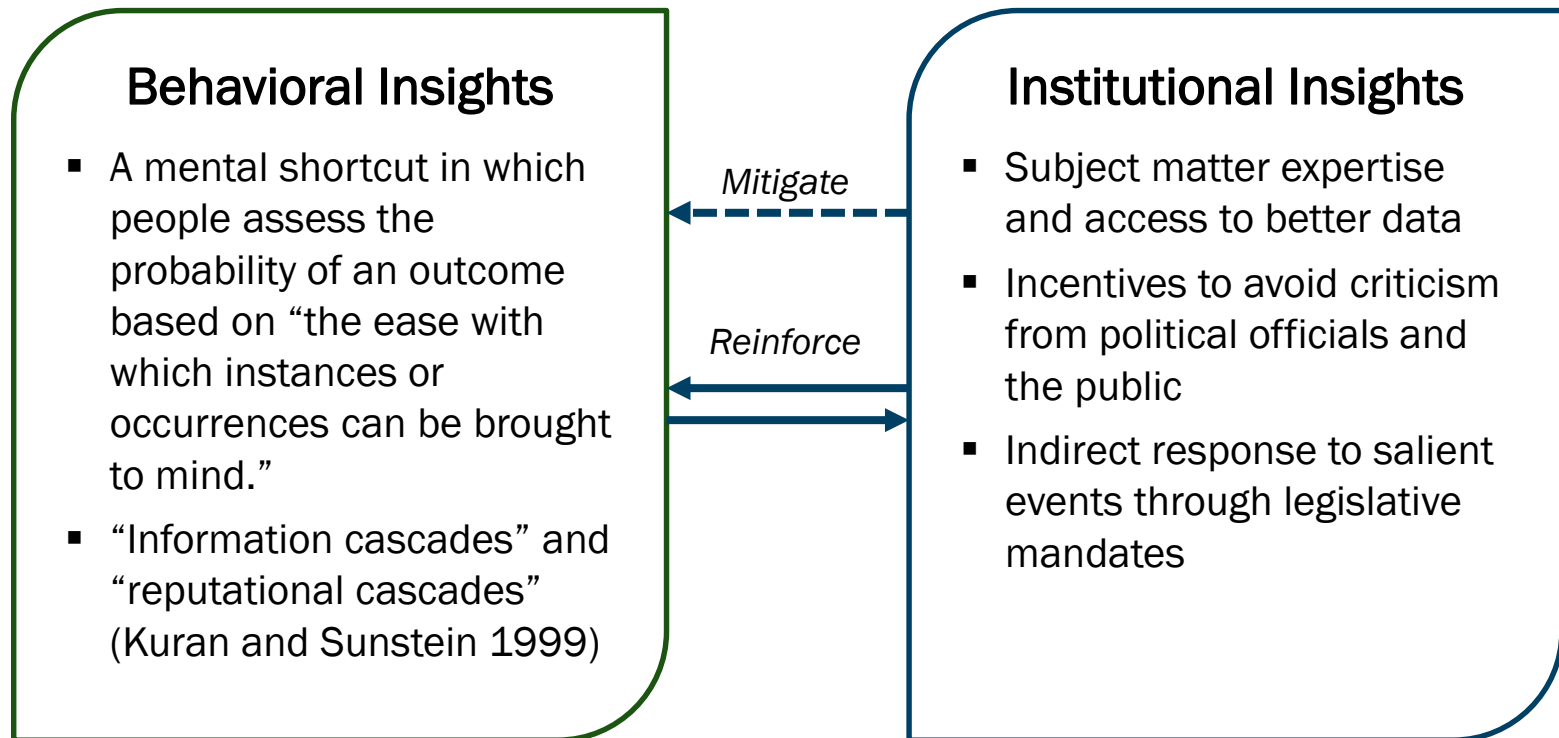 Behavioral Insights
▪ A mental shortcut in which
people assess the
probability of an outcome
based on “the ease with
which instances or
occurrences can be brought
to mind.”
▪ “Information cascades” and
“reputational cascades”
(Kuran and Sunstein 1999)
Mitigate
Reinforce
Institutional Insights
▪ Subject matter expertise
and access to better data
▪ Incentives to avoid criticism
from political officials and
the public
▪ Indirect response to salient
events through legislative
mandates